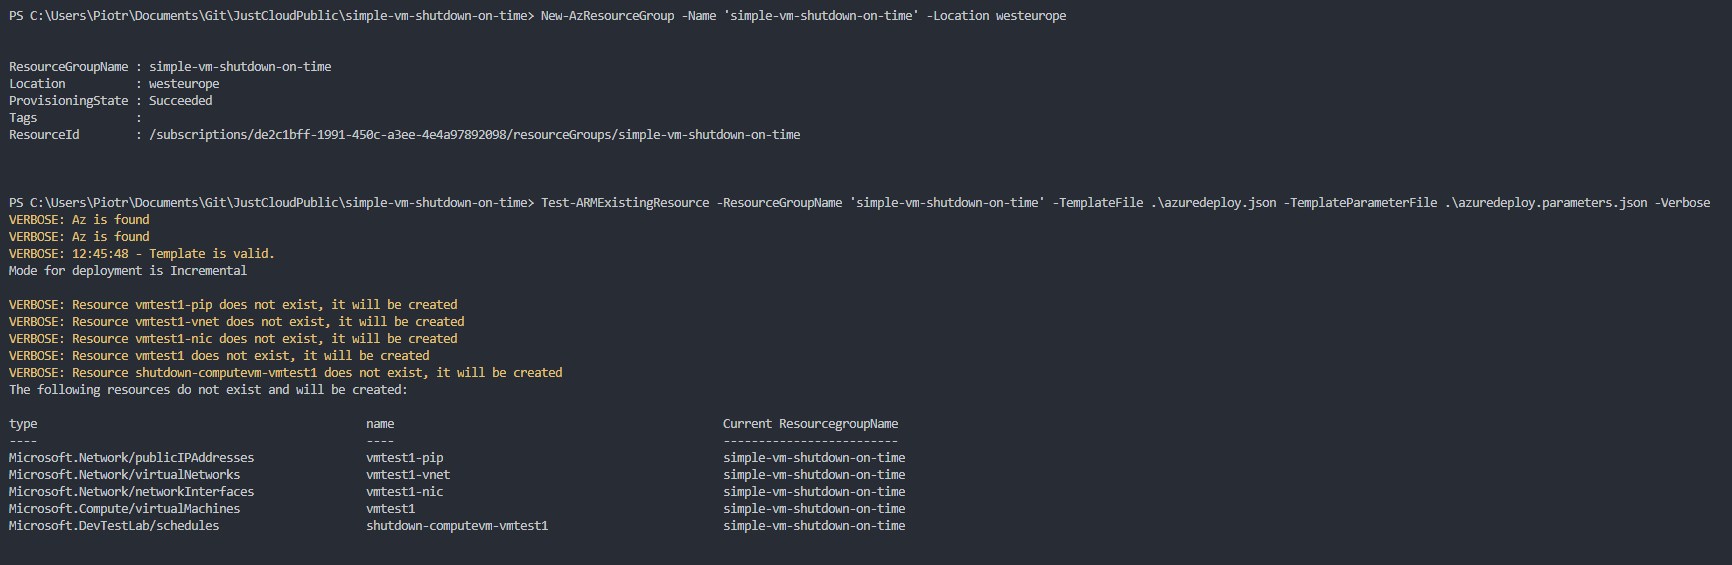 PS C:\Users\Piotr\Documents\Git\JustCloudPublic\simple-vm-shutdown-on-time> New-AzResourceGroup -Name 'simple-vm-shutdown-on-time' -Location westeurope
ResourceGroupName : simple-vm-shutdown-on-time
Location          : westeurope
ProvisioningState : Succeeded
Tags              :
ResourceId        : /subscriptions/de2c1bff-1991-450c-a3ee-4e4a97892098/resourceGroups/simple-vm-shutdown-on-time
PS C:\Users\Piotr\Documents\Git\JustCloudPublic\simple-vm-shutdown-on-time> Test-ARMExistingResource -ResourceGroupName 'simple-vm-shutdown-on-time' -TemplateFile .\azuredeploy.json -TemplateParameterFile .\azuredeploy.parameters.json -Verbose
VERBOSE: Az is found
VERBOSE: Az is found
VERBOSE: 12:45:48 - Template is valid.
Mode for deployment is Incremental
VERBOSE: Resource vmtest1-pip does not exist, it will be created
VERBOSE: Resource vmtest1-vnet does not exist, it will be created
VERBOSE: Resource vmtest1-nic does not exist, it will be created
VERBOSE: Resource vmtest1 does not exist, it will be created
VERBOSE: Resource shutdown-computevm-vmtest1 does not exist, it will be created
The following resources do not exist and will be created:
type                                               name                                               Current ResourcegroupName
----                                               ----                                               -------------------------
Microsoft.Network/publicIPAddresses                vmtest1-pip                                        simple-vm-shutdown-on-time
Microsoft.Network/virtualNetworks                  vmtest1-vnet                                       simple-vm-shutdown-on-time
Microsoft.Network/networkInterfaces                vmtest1-nic                                        simple-vm-shutdown-on-time
Microsoft.Compute/virtualMachines                  vmtest1                                            simple-vm-shutdown-on-time
Microsoft.DevTestLab/schedules                     shutdown-computevm-vmtest1                         simple-vm-shutdown-on-time